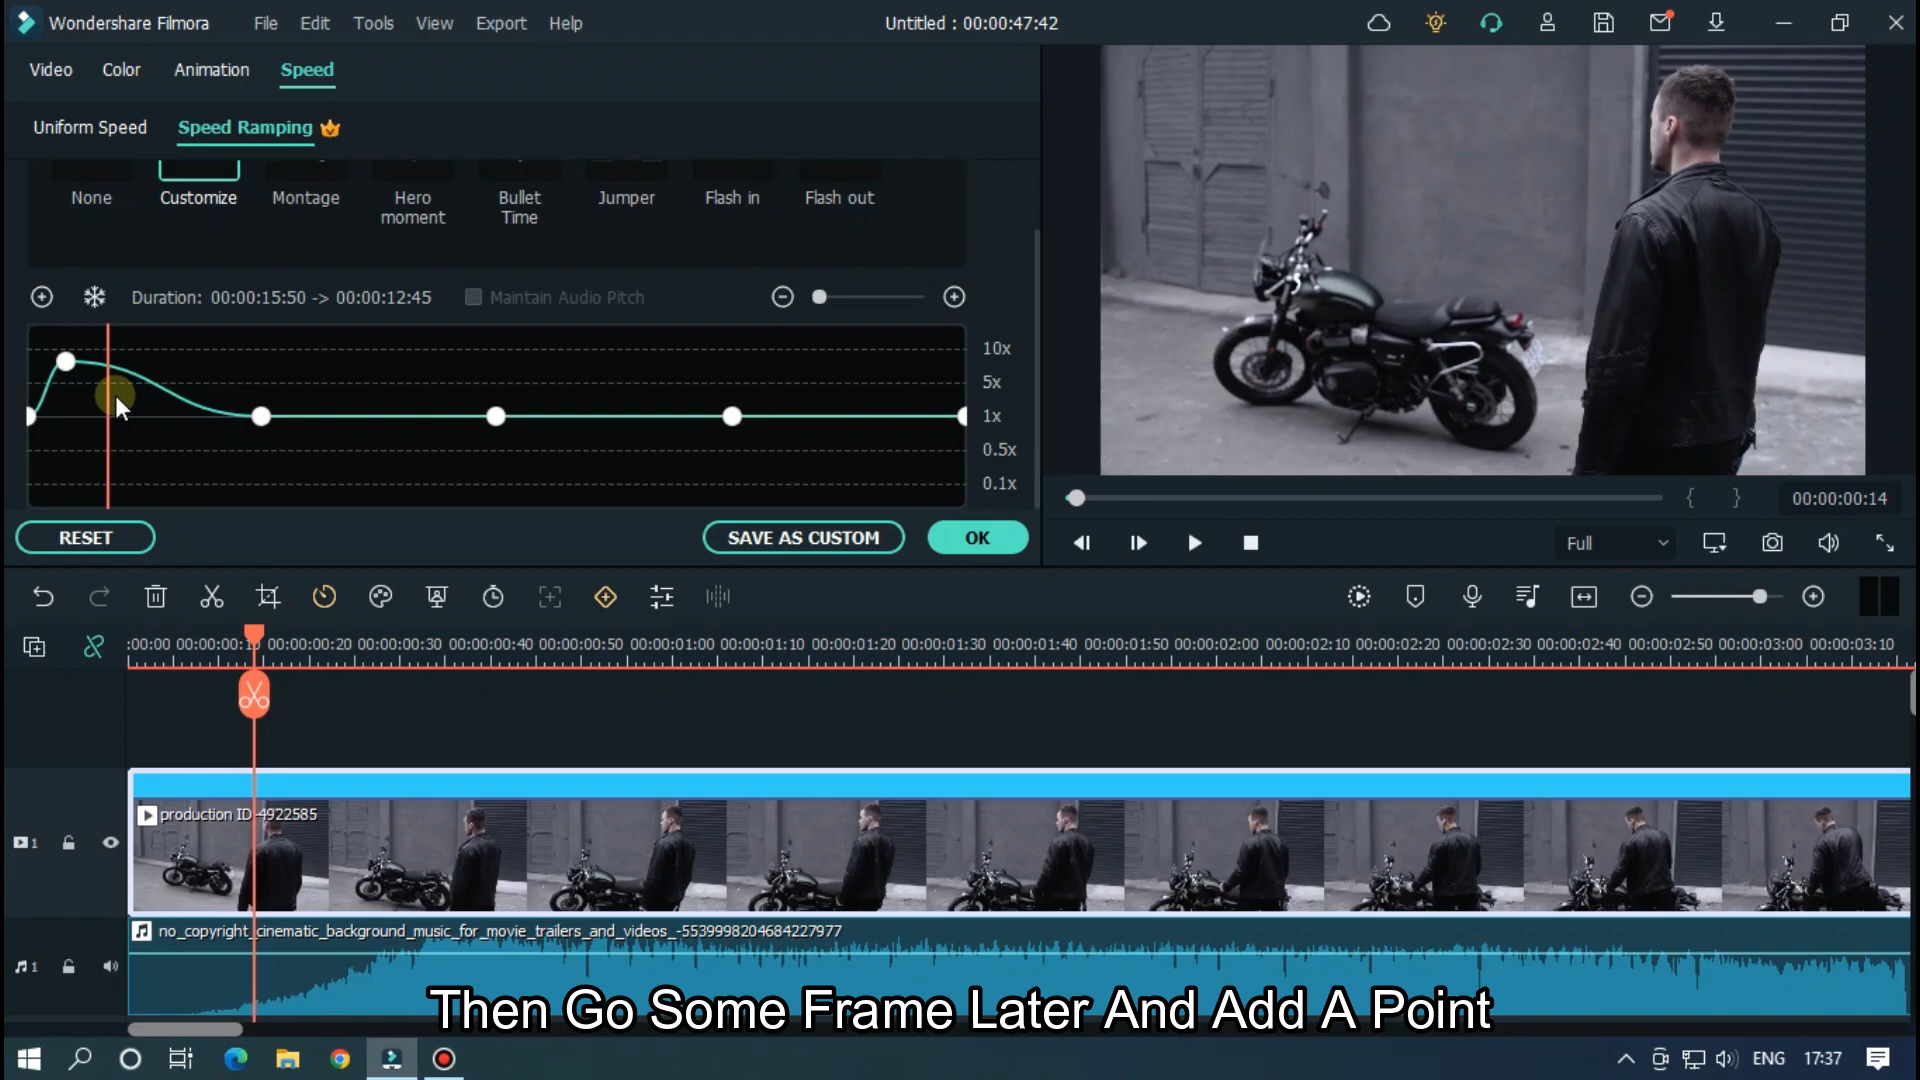 Wondershare Filmora File Edit Tools View Export Help Untitled : 00:00:47:42
Video Color Animation Speed
Uniform Speed Speed Ramping
None Customize Montage Hero moment Bullet Time Jumper Flash in Flash out
Duration: 00:00:15:50 -> 00:00:12:45 Maintain Audio Pitch
10x
5x
1x
0.5x
0.1x
{ } 00:00:00:14
RESET SAVE AS CUSTOM OK
Full
:00:00 00:00:00:10 00:00:00:20 00:00:00:30 00:00:00:40 00:00:00:50 00:00:01:00 00:00:01:10 00:00:01:20 00:00:01:30 00:00:01:40 00:00:01:50 00:00:02:00 00:00:02:10 00:00:02:20 00:00:02:30 00:00:02:40 00:00:02:50 00:00:03:00 00:00:03:10
production ID 4922585
1
no_copyright_cinematic_background_music_for_movie_trailers_and_videos_-5539998204684227977
1
Then Go Some Frame Later And Add A Point
ENG 17:37